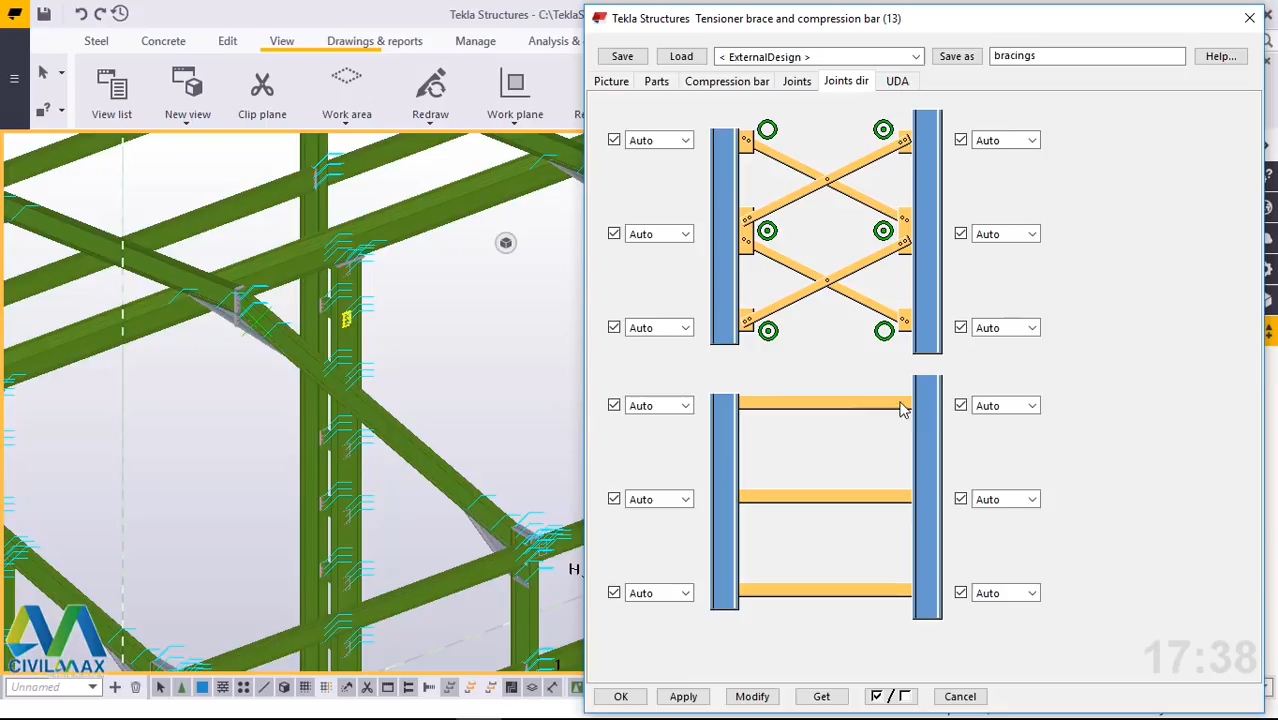 Tekla Structures - C:\TeklaS
Steel Concrete Edit View Drawings & reports Manage Analysis &
View list New view Clip plane Work area Redraw Work plane
H
CIVILMAX
Unnamed
Tekla Structures Tensioner brace and compression bar (13)
Save Load < ExternalDesign > Save as bracings Help...
Picture Parts Compression bar Joints Joints dir UDA
Auto Auto
Auto Auto
Auto Auto
Auto Auto
Auto Auto
Auto Auto
17:38
OK Apply Modify Get / Cancel